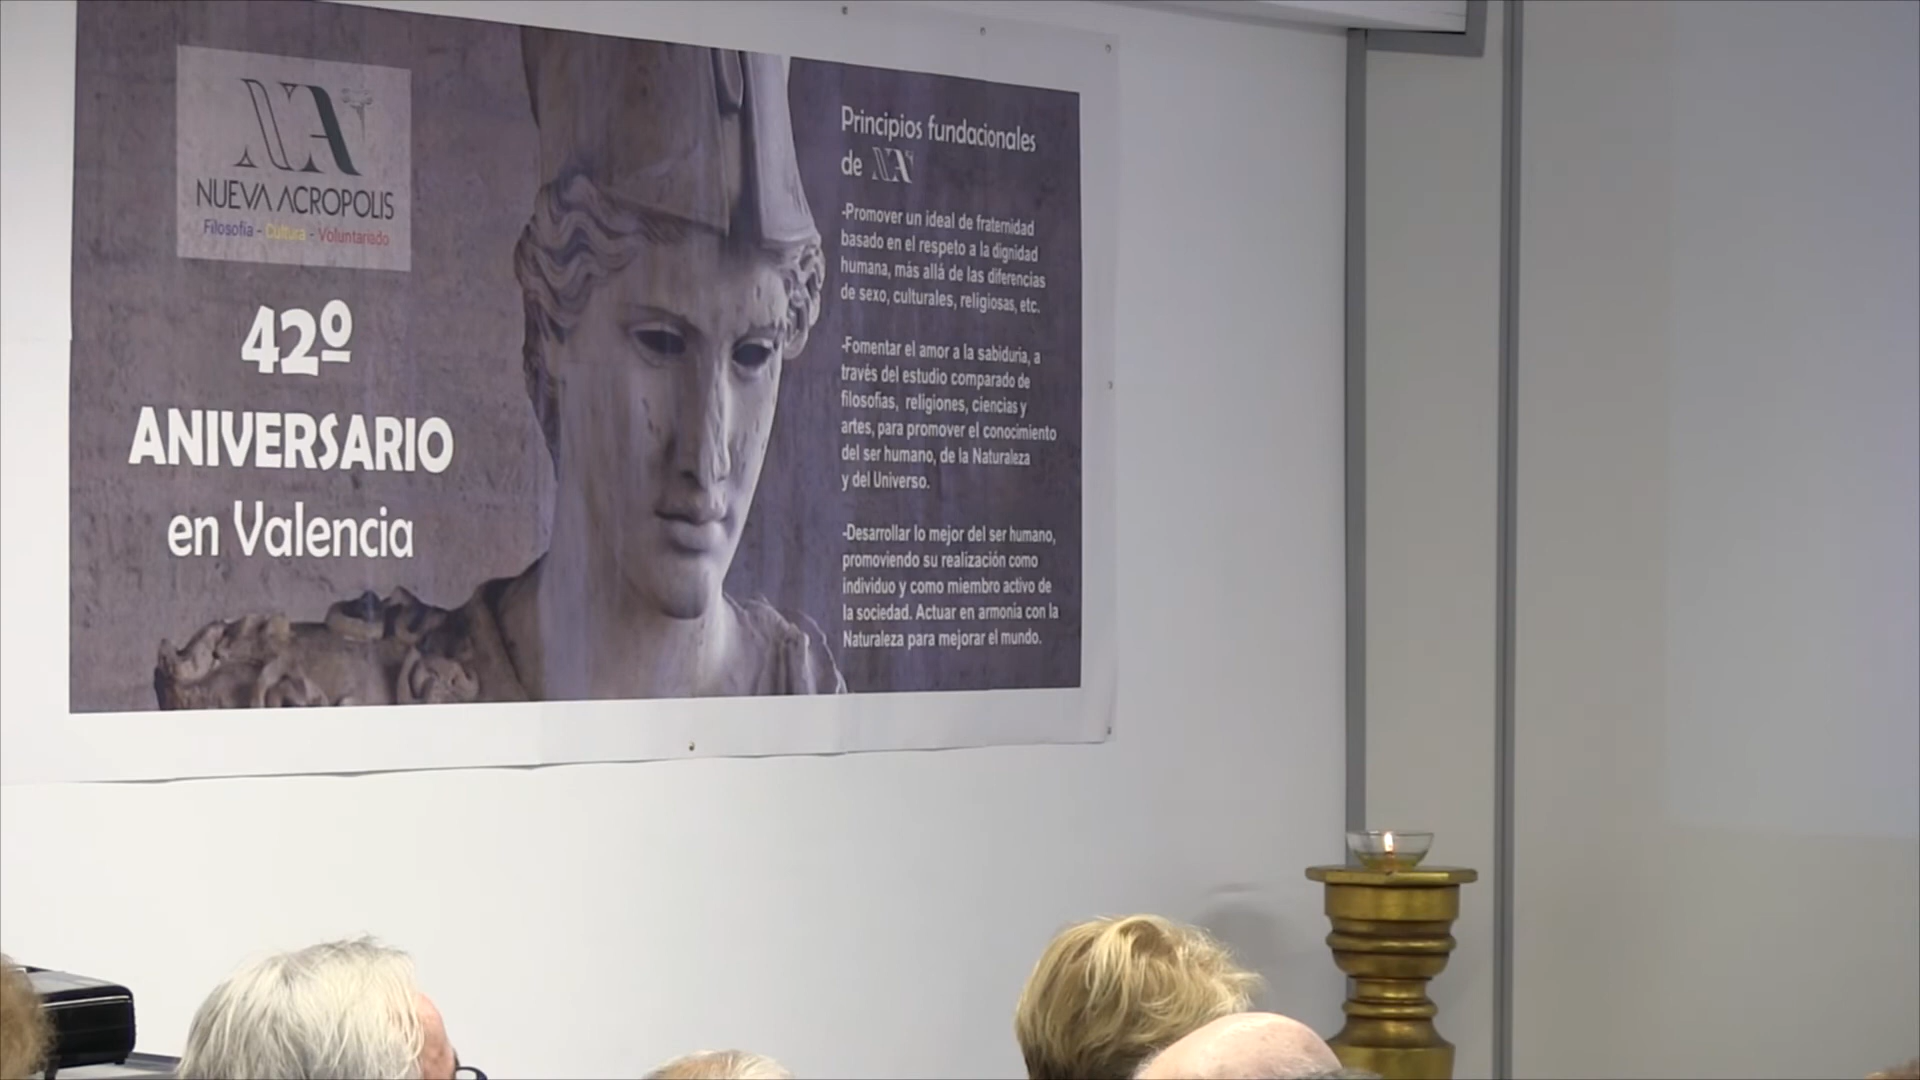 NA
NUEVA ACROPOLIS
Filosofía - Cultura - Voluntariado
42º
ANIVERSARIO
en Valencia
Principios fundacionales
de NA
-Promover un ideal de fraternidad
basado en el respeto a la dignidad
humana, más allá de las diferencias
de sexo, culturales, religiosas, etc.
-Fomentar el amor a la sabiduría, a
través del estudio comparado de
filosofías, religiones, ciencias y
artes, para promover el conocimiento
del ser humano, de la Naturaleza
y del Universo.
-Desarrollar lo mejor del ser humano,
promoviendo su realización como
individuo y como miembro activo de
la sociedad. Actuar en armonía con la
Naturaleza para mejorar el mundo.